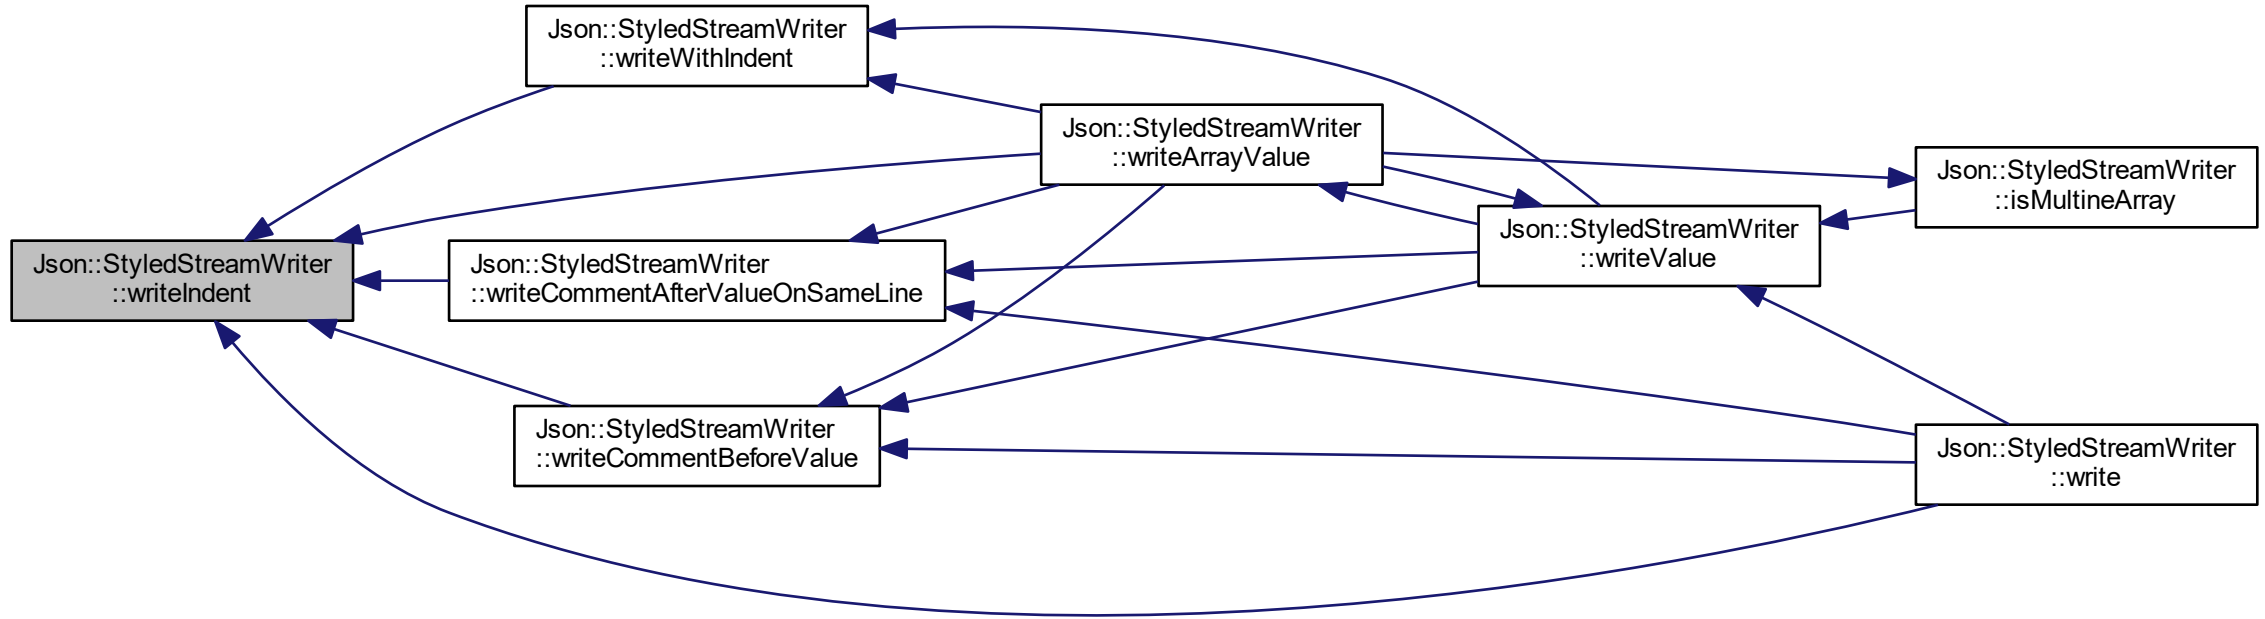 Json::StyledStreamWriter
::writeIndent
Json::StyledStreamWriter
::writeWithIndent
Json::StyledStreamWriter
::writeArrayValue
Json::StyledStreamWriter
::writeCommentAfterValueOnSameLine
Json::StyledStreamWriter
::writeCommentBeforeValue
Json::StyledStreamWriter
::writeValue
Json::StyledStreamWriter
::isMultineArray
Json::StyledStreamWriter
::write